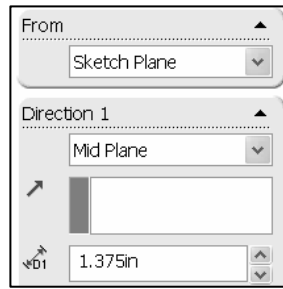 From
Sketch Plane
Direction 1
Mid Plane
D1
1.375in